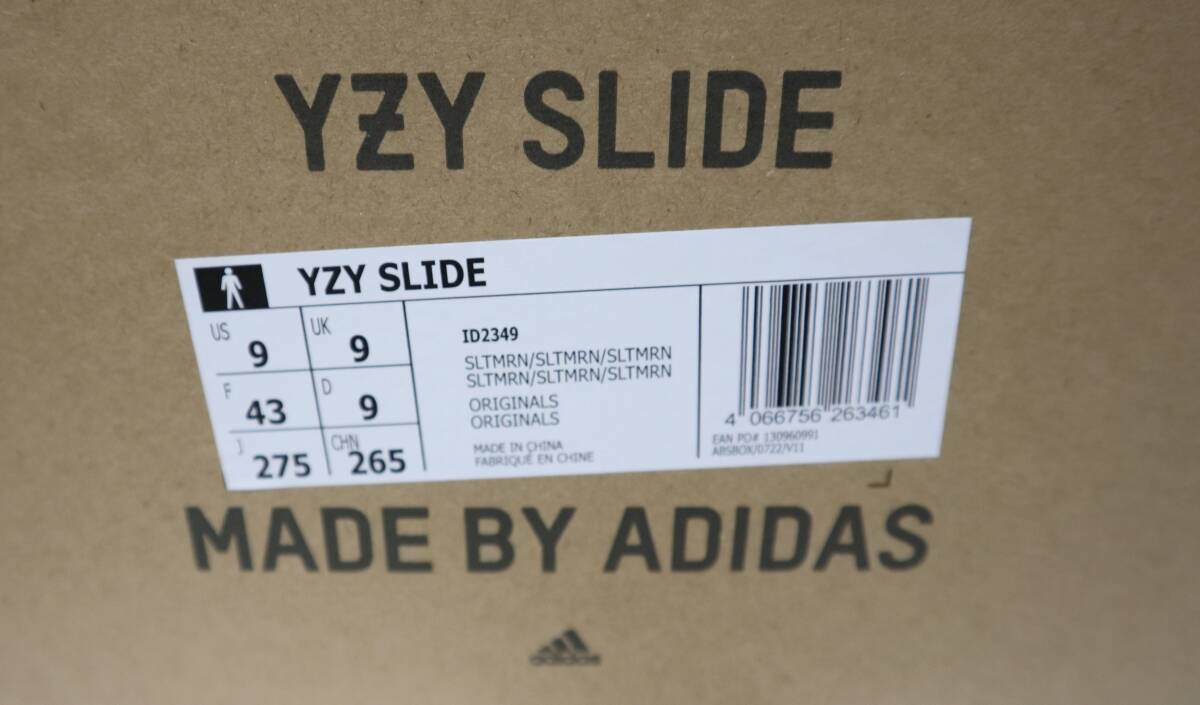 YZY SLIDE
YZY SLIDE
US 9 UK 9
F 43 D 9
J 275 CHN 265
ID2349
SLTMRN/SLTMRN/SLTMRN
SLTMRN/SLTMRN/SLTMRN
ORIGINALS
ORIGINALS
MADE IN CHINA
FABRIQUÉ EN CHINE
4 066756 263461
EAN PO# 130960991
ABSBOX/0722/V11
MADE BY ADIDAS
adidas